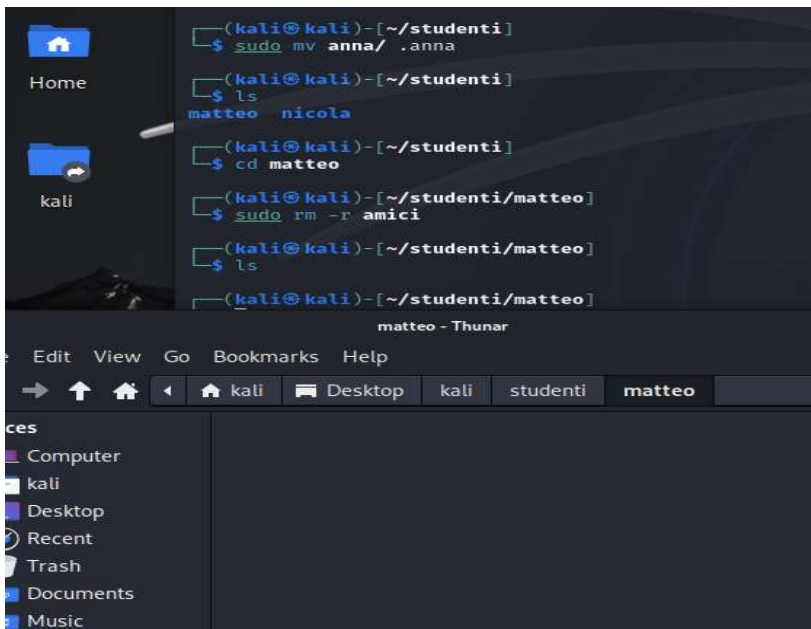 ┌──(kali㉿kali)-[~/studenti]
└─$ sudo mv anna/ .anna
Home
┌──(kali㉿kali)-[~/studenti]
└─$ ls
matteo nicola
┌──(kali㉿kali)-[~/studenti]
└─$ cd matteo
kali
┌──(kali㉿kali)-[~/studenti/matteo]
└─$ sudo rm -r amici
┌──(kali㉿kali)-[~/studenti/matteo]
└─$ ls
┌──(kali㉿kali)-[~/studenti/matteo]
matteo - Thunar
Edit View Go Bookmarks Help
kali Desktop kali studenti matteo
ces
Computer
kali
Desktop
Recent
Trash
Documents
Music